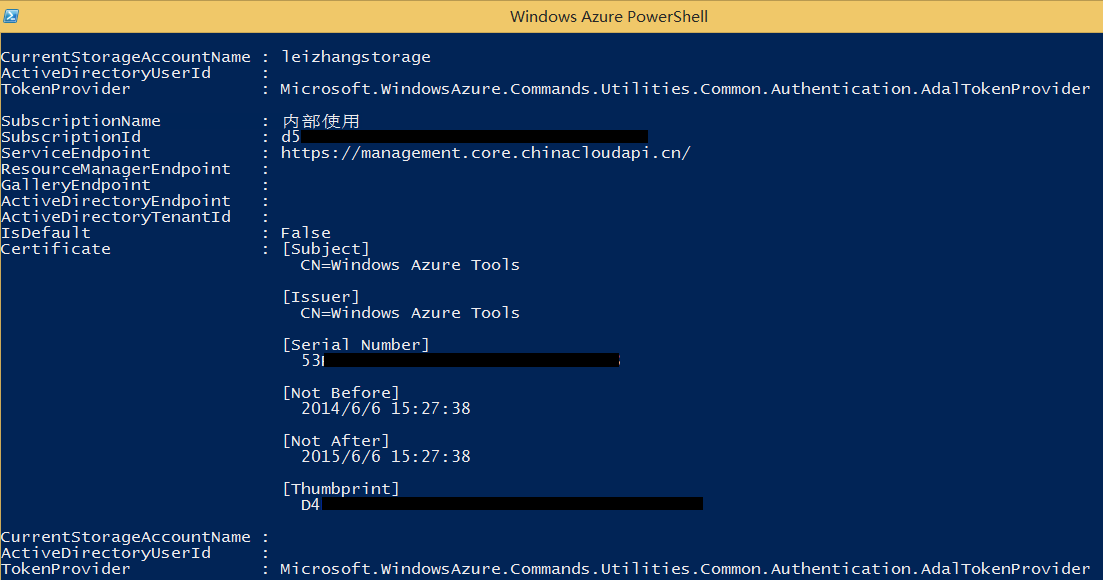 Windows Azure PowerShell
CurrentStorageAccountName : leizhangstorage
ActiveDirectoryUserId :
TokenProvider : Microsoft.WindowsAzure.Commands.Utilities.Common.Authentication.AdalTokenProvider
SubscriptionName : 内部使用
SubscriptionId : d5
ServiceEndpoint : https://management.core.chinacloudapi.cn/
ResourceManagerEndpoint :
GalleryEndpoint :
ActiveDirectoryEndpoint :
ActiveDirectoryTenantId :
IsDefault : False
Certificate : [Subject]
CN=Windows Azure Tools
[Issuer]
CN=Windows Azure Tools
[Serial Number]
53
[Not Before]
2014/6/6 15:27:38
[Not After]
2015/6/6 15:27:38
[Thumbprint]
D4
CurrentStorageAccountName :
ActiveDirectoryUserId :
TokenProvider : Microsoft.WindowsAzure.Commands.Utilities.Common.Authentication.AdalTokenProvider